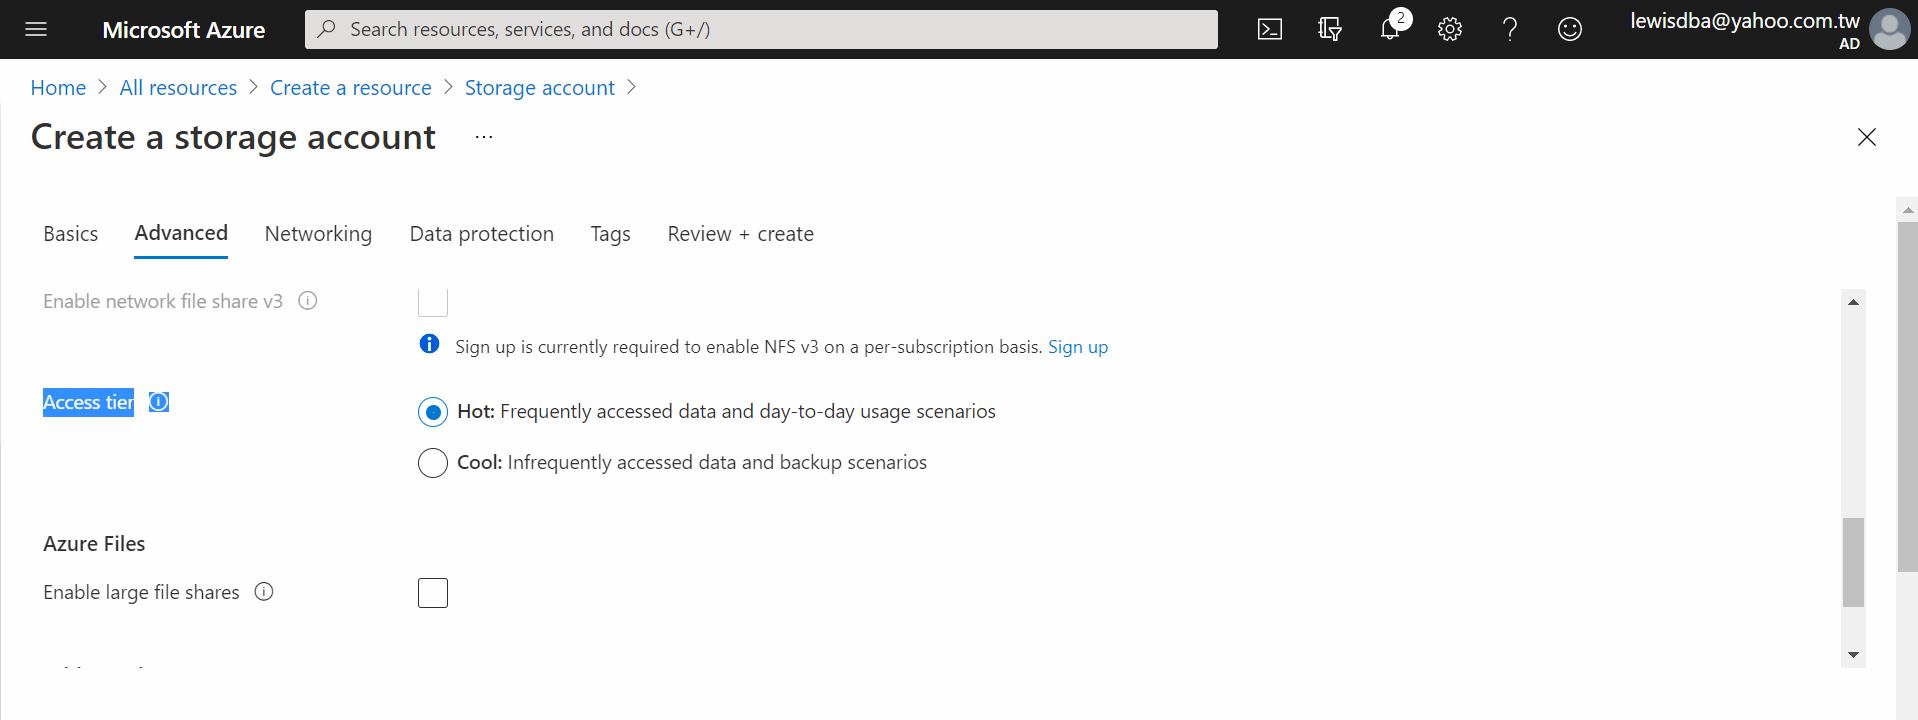 Microsoft Azure
Search resources, services, and docs (G+/)
2
lewisdba@yahoo.com.tw
AD
Home > All resources > Create a resource > Storage account >
Create a storage account ...
Basics Advanced Networking Data protection Tags Review + create
Enable network file share v3
Sign up is currently required to enable NFS v3 on a per-subscription basis. Sign up
Access tier
Hot: Frequently accessed data and day-to-day usage scenarios
Cool: Infrequently accessed data and backup scenarios
Azure Files
Enable large file shares